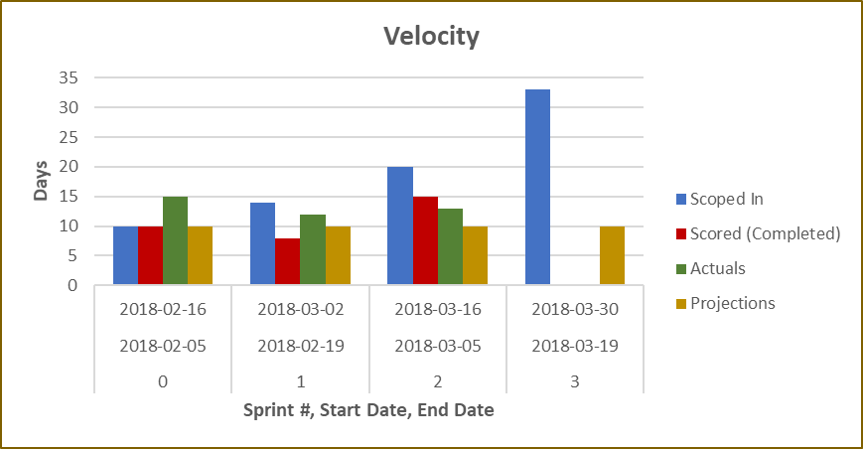 Velocity
35
30
25
20
15
10
5
0
Days
2018-02-16 2018-03-02 2018-03-16 2018-03-30
2018-02-05 2018-02-19 2018-03-05 2018-03-19
0 1 2 3
Sprint #, Start Date, End Date
Scoped In
Scored (Completed)
Actuals
Projections